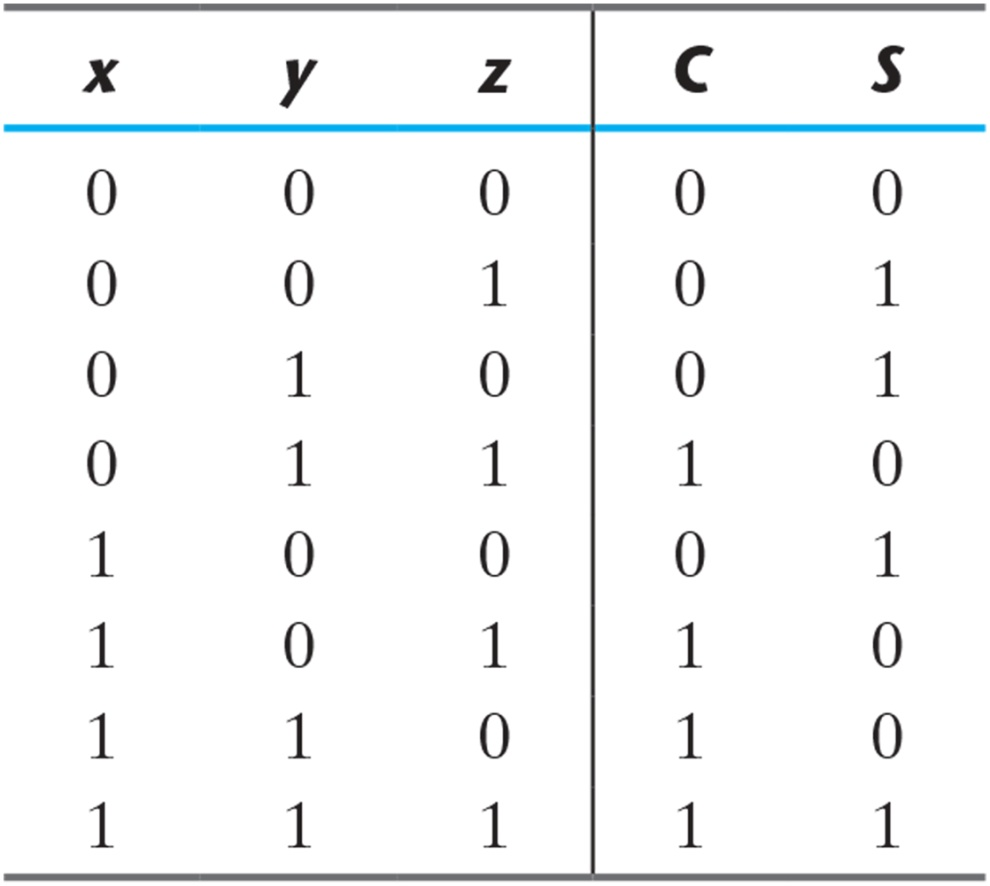 x y z C S
0 0 0 0 0
0 0 1 0 1
0 1 0 0 1
0 1 1 1 0
1 0 0 0 1
1 0 1 1 0
1 1 0 1 0
1 1 1 1 1